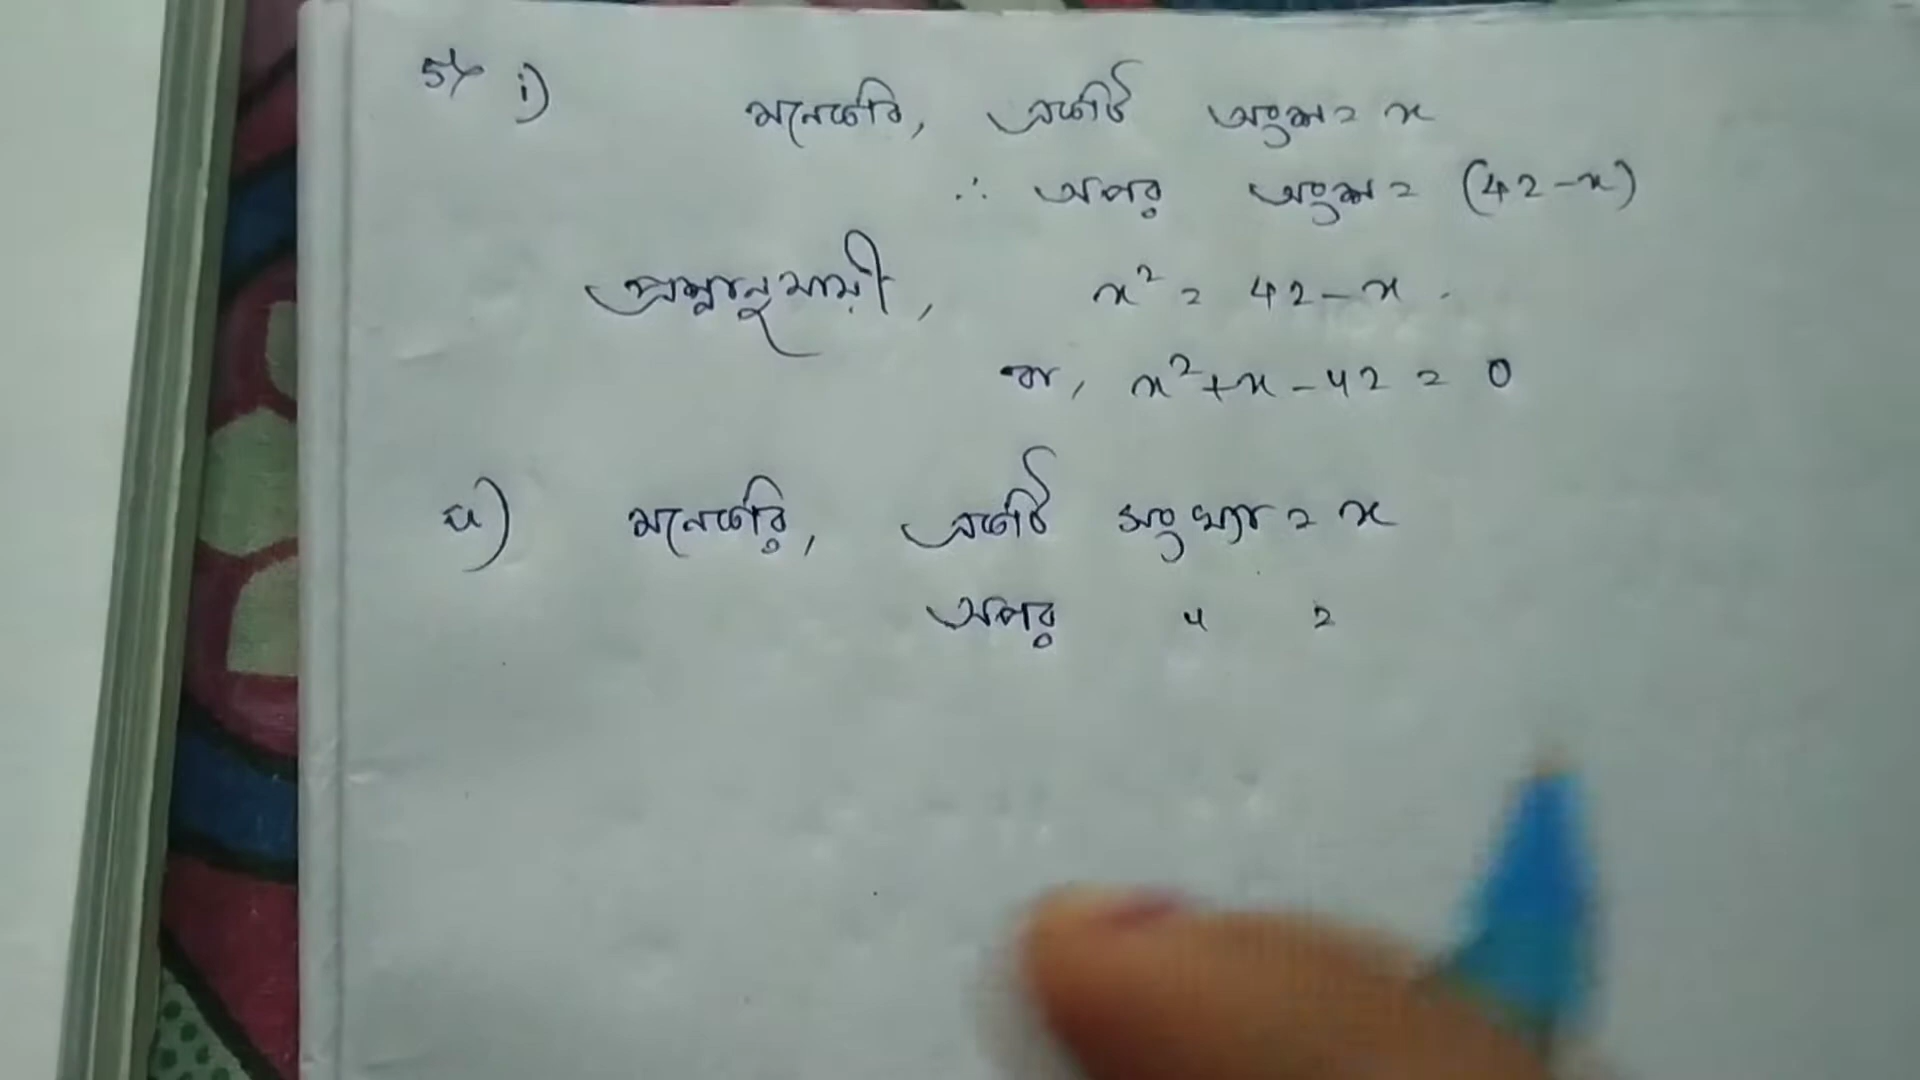 5) i) মনেকরি, একটি অংশ = x
∴ অপর অংশ = (42-x)
প্রশ্নানুযায়ী, x² = 42-x.
বা, x²+x-42 = 0
ii) মনেকরি, একটি সংখ্যা = x
অপর " =